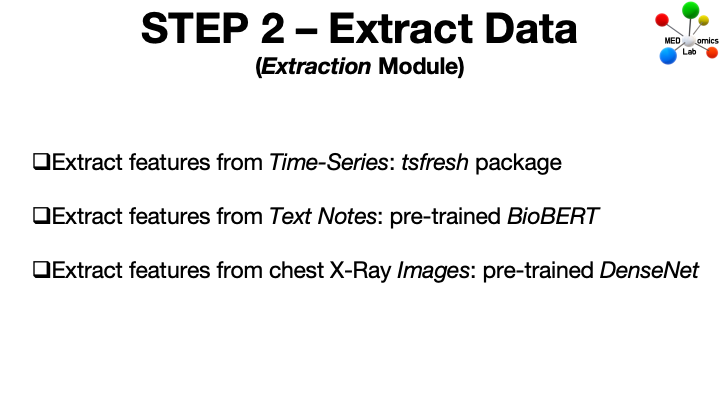 STEP 2 – Extract Data
(Extraction Module)
MED omics
Lab
❑Extract features from Time-Series: tsfresh package
❑Extract features from Text Notes: pre-trained BioBERT
❑Extract features from chest X-Ray Images: pre-trained DenseNet